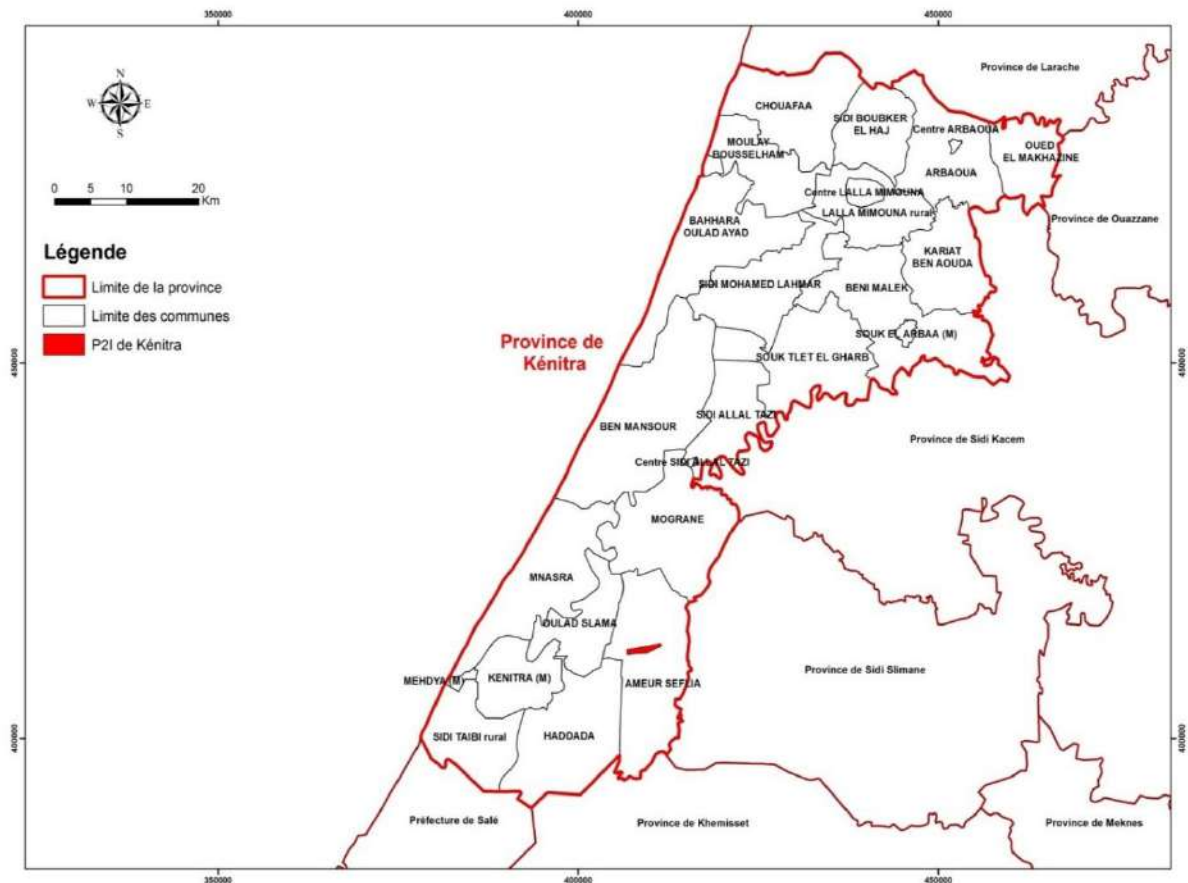 350000
400000
450000
N
W
E
S
0 5 10 20
Km
Légende
Limite de la province
Limite des communes
P2I de Kénitra
Province de
Kénitra
Province de Larache
CHOUAFAA
SIDI BOUBKER
EL HAJ
Centre ARBAOUA
OUED
EL MAKHAZINE
MOULAY
BOUSSELHAM
ARBAOUA
Centre LALLA MIMOUNA
LALLA MIMOUNA rural
Province de Ouazzane
BAHHARA
OULAD AYAD
KARIAT
BEN AOUDA
SIDI MOHAMED LAHMAR
BENI MALEK
SOUK EL ARBAA (M)
SOUK TLET EL GHARB
450000
450000
SIDI ALLAL TAZI
BEN MANSOUR
Province de Sidi Kacem
Centre SIDI ALLAL TAZI
MOGRANE
MNASRA
OULAD SLAMA
Province de Sidi Slimane
MEHDYA (M)
KENITRA (M)
AMEUR SEFLIA
SIDI TAIBI rural
HADDADA
400000
400000
Préfecture de Salé
Province de Khemisset
Province de Meknes
350000
400000
450000